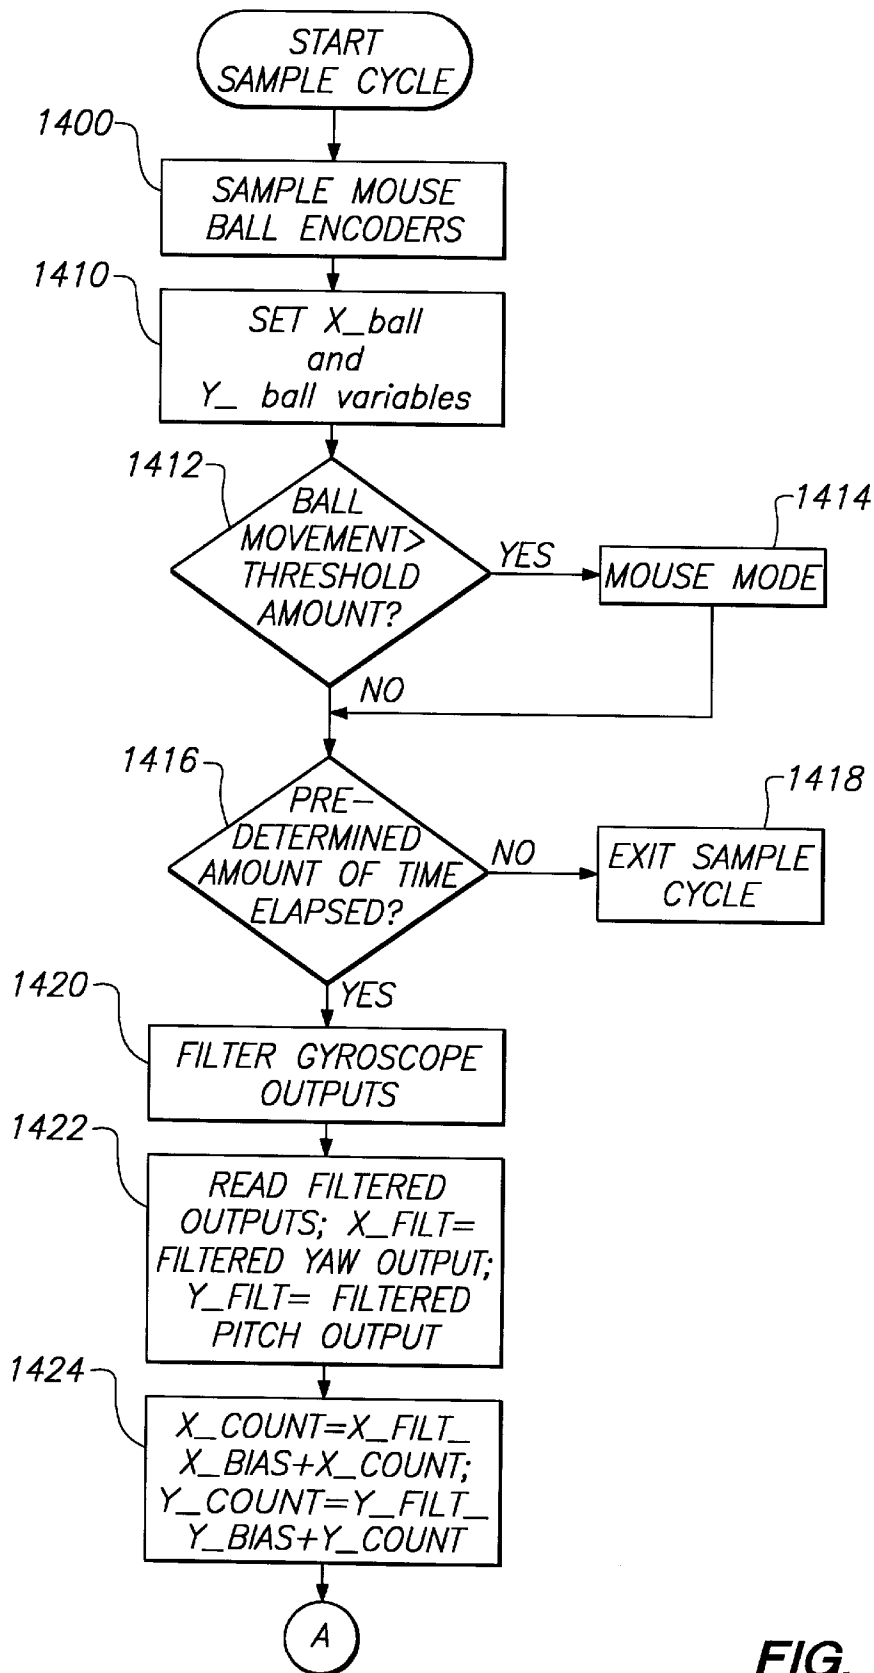 START
SAMPLE CYCLE
1400
SAMPLE MOUSE
BALL ENCODERS
1410
SET X_ball
and
Y_ ball variables
1412
BALL
MOVEMENT>
THRESHOLD
AMOUNT?
YES
1414
MOUSE MODE
NO
1416
PRE-
DETERMINED
AMOUNT OF TIME
ELAPSED?
NO
1418
EXIT SAMPLE
CYCLE
YES
1420
FILTER GYROSCOPE
OUTPUTS
1422
READ FILTERED
OUTPUTS; X_FILT=
FILTERED YAW OUTPUT;
Y_FILT= FILTERED
PITCH OUTPUT
1424
X_COUNT=X_FILT_
X_BIAS+X_COUNT;
Y_COUNT=Y_FILT_
Y_BIAS+Y_COUNT
A
FIG.